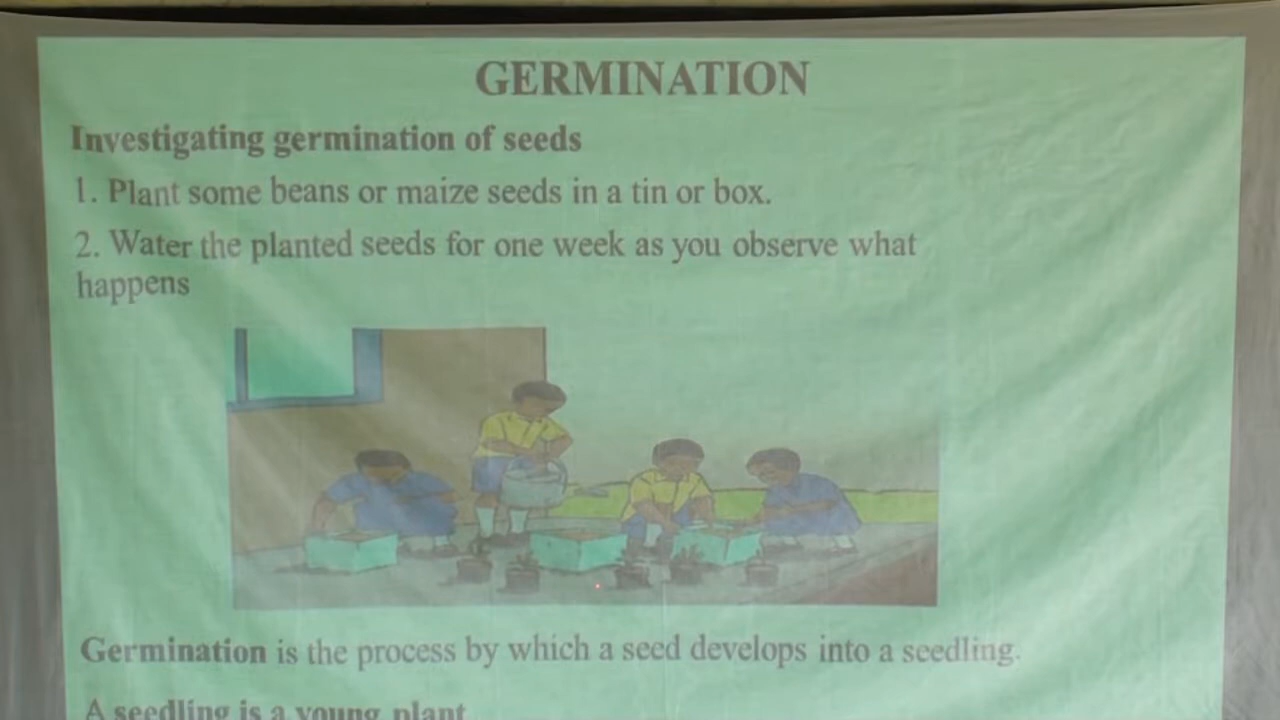 GERMINATION
Investigating germination of seeds
1. Plant some beans or maize seeds in a tin or box.
2. Water the planted seeds for one week as you observe what
happens
Germination is the process by which a seed develops into a seedling.
A seedling is a young plant